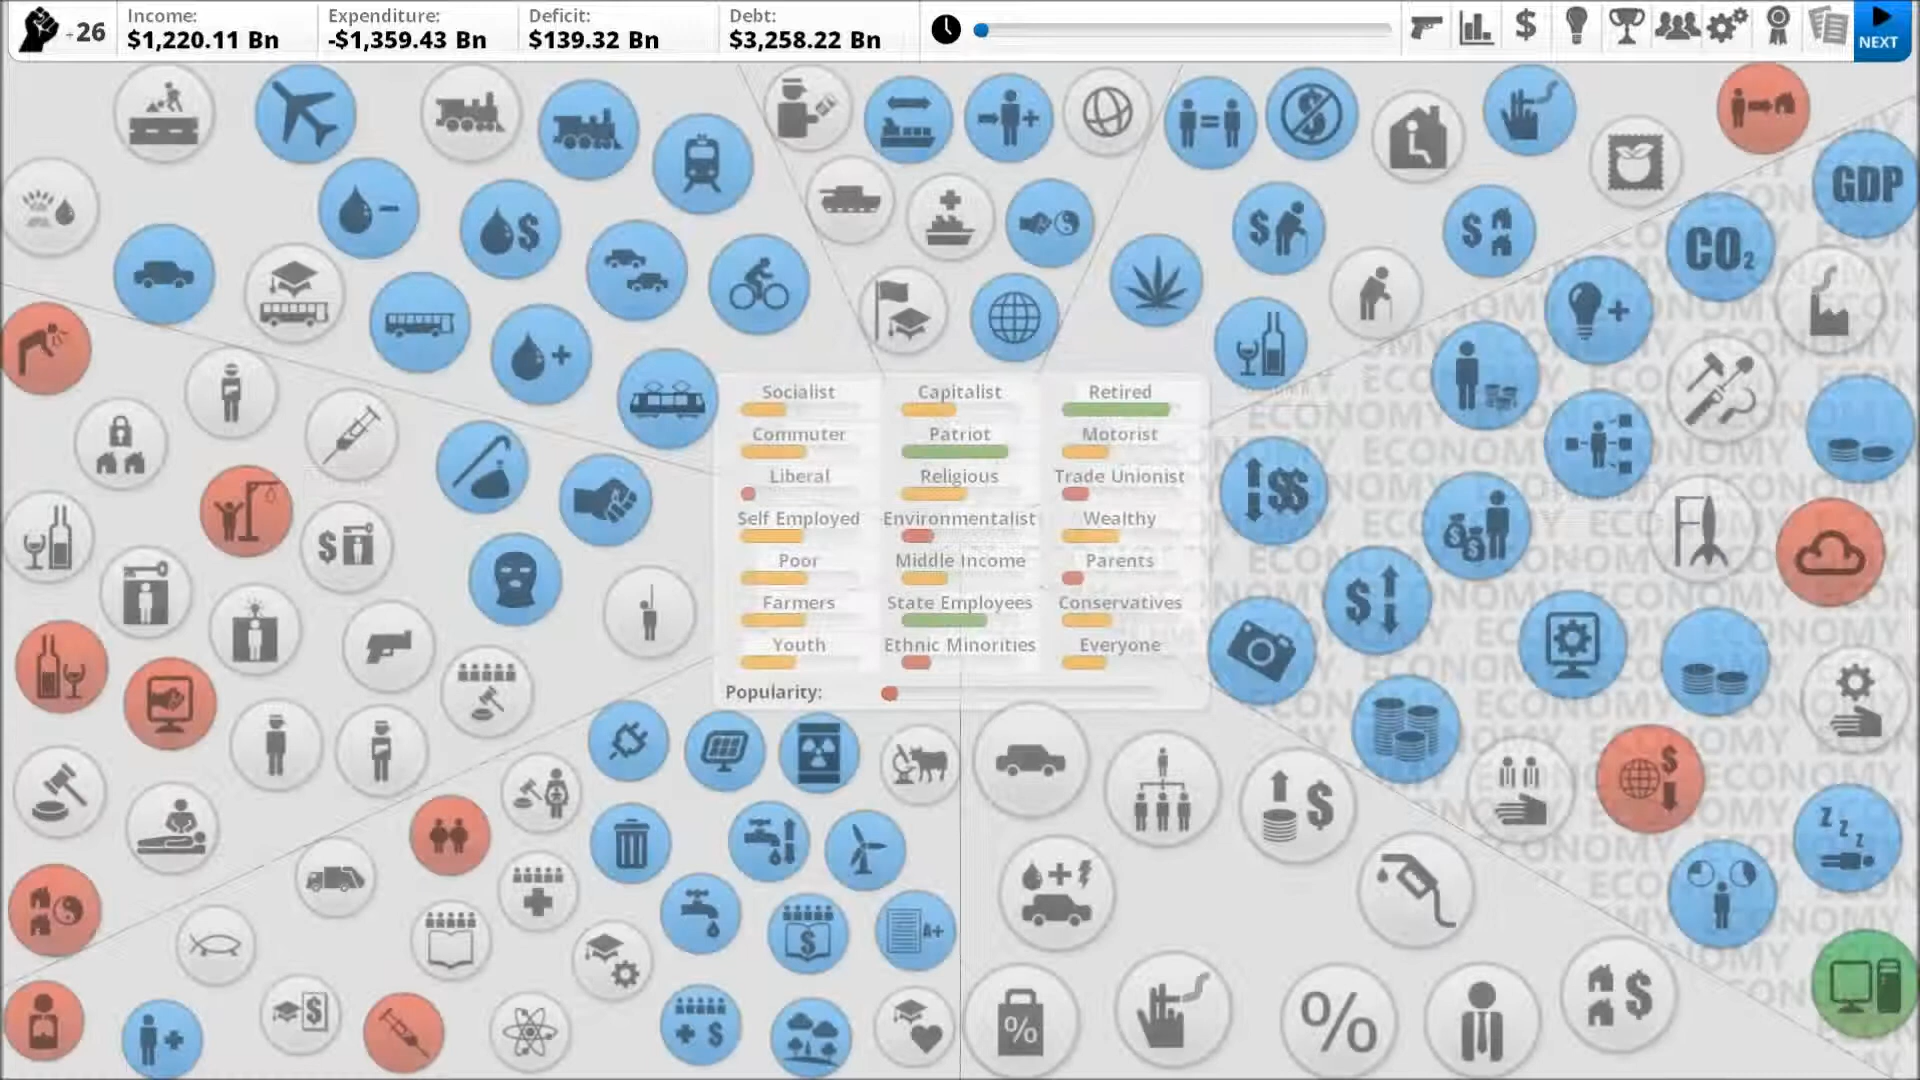 +26
Income:
$1,220.11 Bn
Expenditure:
-$1,359.43 Bn
Deficit:
$139.32 Bn
Debt:
$3,258.22 Bn
NEXT
GDP
CO₂
Socialist Capitalist Retired
Commuter Patriot Motorist
Liberal Religious Trade Unionist
Self Employed Environmentalist Wealthy
Poor Middle Income Parents
Farmers State Employees Conservatives
Youth Ethnic Minorities Everyone
Popularity:
ECONOMY
A+
%
%